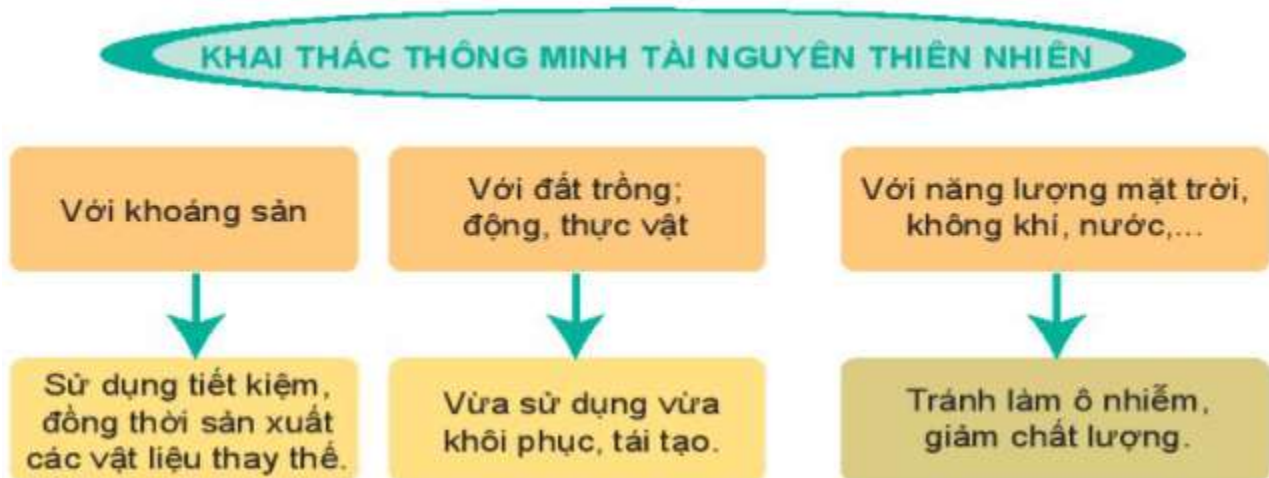 KHAI THÁC THÔNG MINH TÀI NGUYÊN THIÊN NHIÊN
Với khoáng sản
Với đất trồng;
động, thực vật
Với năng lượng mặt trời,
không khí, nước,...
Sử dụng tiết kiệm,
đồng thời sản xuất
các vật liệu thay thế.
Vừa sử dụng vừa
khôi phục, tái tạo.
Tránh làm ô nhiễm,
giảm chất lượng.